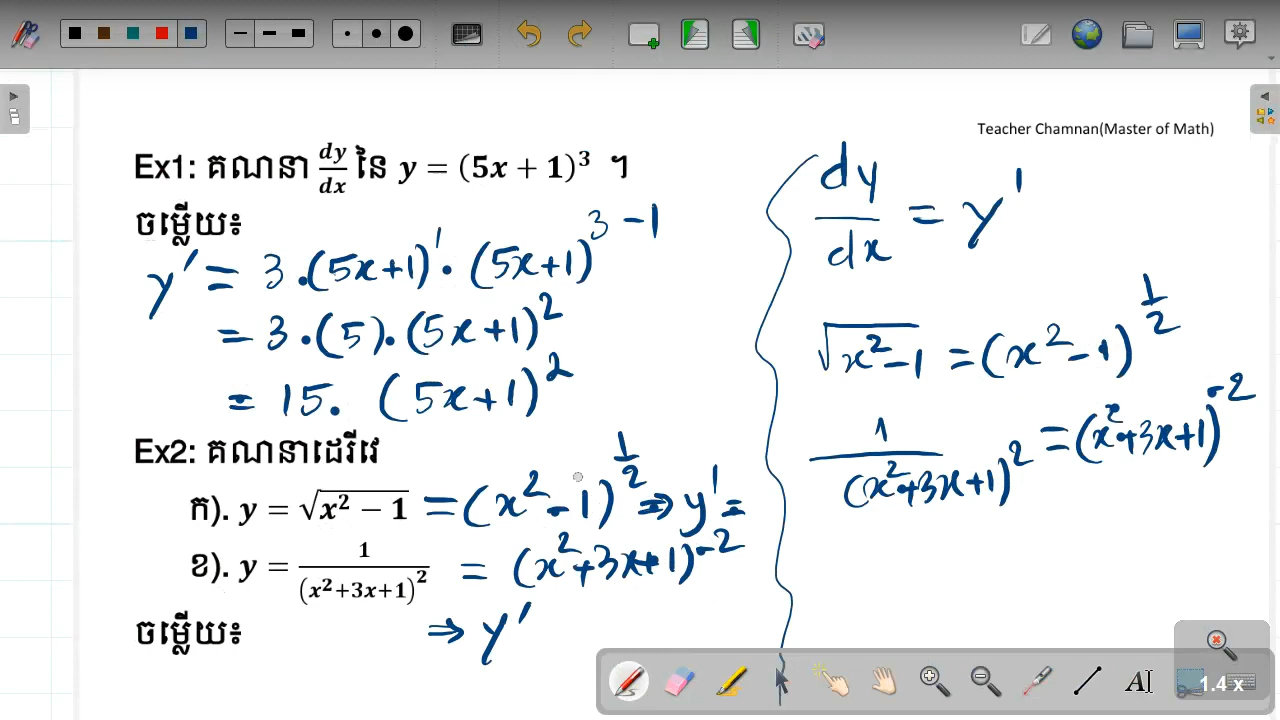 Teacher Chamnan(Master of Math)
Ex1: គណនា dy/dx នៃ y = (5x + 1)³ ។
ចម្លើយ៖
y' = 3·(5x+1)'·(5x+1)³⁻¹
= 3·(5)·(5x+1)²
= 15·(5x+1)²
Ex2: គណនាដេរីវេ
ក). y = √(x² − 1) = (x²-1)^(1/2) ⇒ y' =
ខ). y = 1/(x²+3x+1)² = (x²+3x+1)⁻²
ចម្លើយ៖ ⇒ y'
dy/dx = y'
√(x²-1) = (x²-1)^(1/2)
1/(x²+3x+1)² = (x²+3x+1)⁻²
A
1.4 x